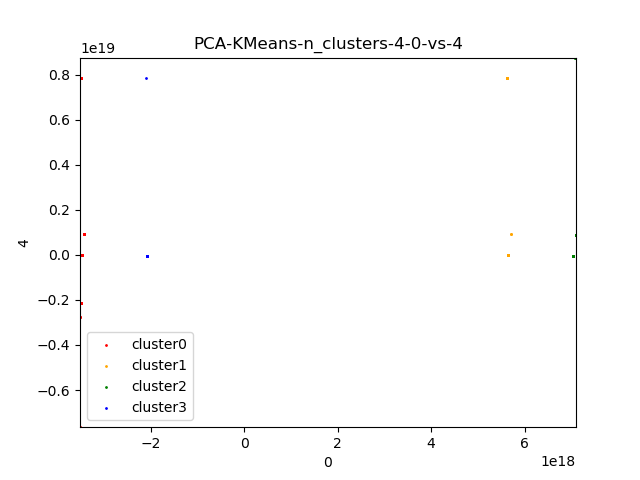 PCA-KMeans-n_clusters-4-0-vs-4
1e19
0.8
0.6
0.4
0.2
0.0
−0.2
−0.4
−0.6
4
cluster0
cluster1
cluster2
cluster3
−2
0
2
4
6
0
1e18